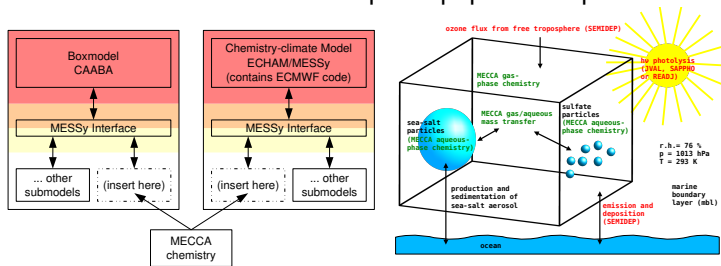 Boxmodel
CAABA
Chemistry-climate Model
ECHAM/MESSy
(contains ECMWF code)
MESSy Interface
MESSy Interface
... other
submodels
(insert here)
(insert here)
... other
submodels
MECCA
chemistry
ozone flux from free troposphere (SEMIDEP)
hν photolysis
(JVAL, SAPPHO
or READJ)
MECCA gas-
phase chemistry
MECCA gas/aqueous
mass transfer
sea-salt
particles
(MECCA aqueous-
phase chemistry)
sulfate
particles
(MECCA aqueous-
phase chemistry)
r.h.= 76 %
p = 1013 hPa
T = 293 K
production and
sedimentation of
sea-salt aerosol
marine
boundary
layer (mbl)
emission and
deposition
(SEMIDEP)
ocean